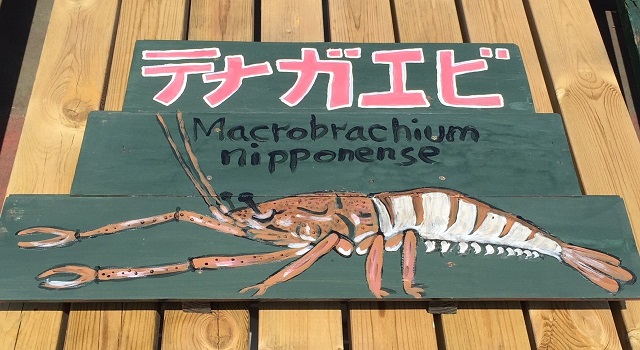 テナガエビ
Macrobrachium
nipponense